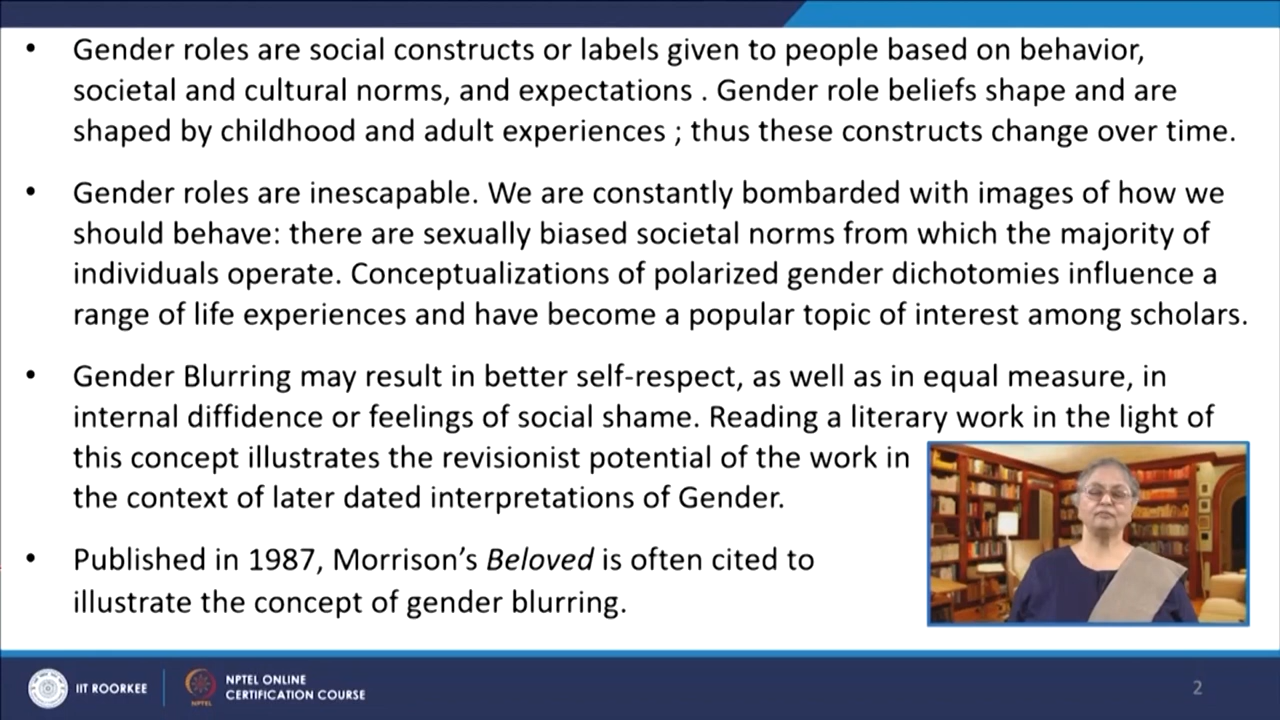 • Gender roles are social constructs or labels given to people based on behavior,
societal and cultural norms, and expectations . Gender role beliefs shape and are
shaped by childhood and adult experiences ; thus these constructs change over time.
• Gender roles are inescapable. We are constantly bombarded with images of how we
should behave: there are sexually biased societal norms from which the majority of
individuals operate. Conceptualizations of polarized gender dichotomies influence a
range of life experiences and have become a popular topic of interest among scholars.
• Gender Blurring may result in better self-respect, as well as in equal measure, in
internal diffidence or feelings of social shame. Reading a literary work in the light of
this concept illustrates the revisionist potential of the work in
the context of later dated interpretations of Gender.
• Published in 1987, Morrison’s Beloved is often cited to
illustrate the concept of gender blurring.
IIT ROORKEE
NPTEL
NPTEL ONLINE
CERTIFICATION COURSE
2